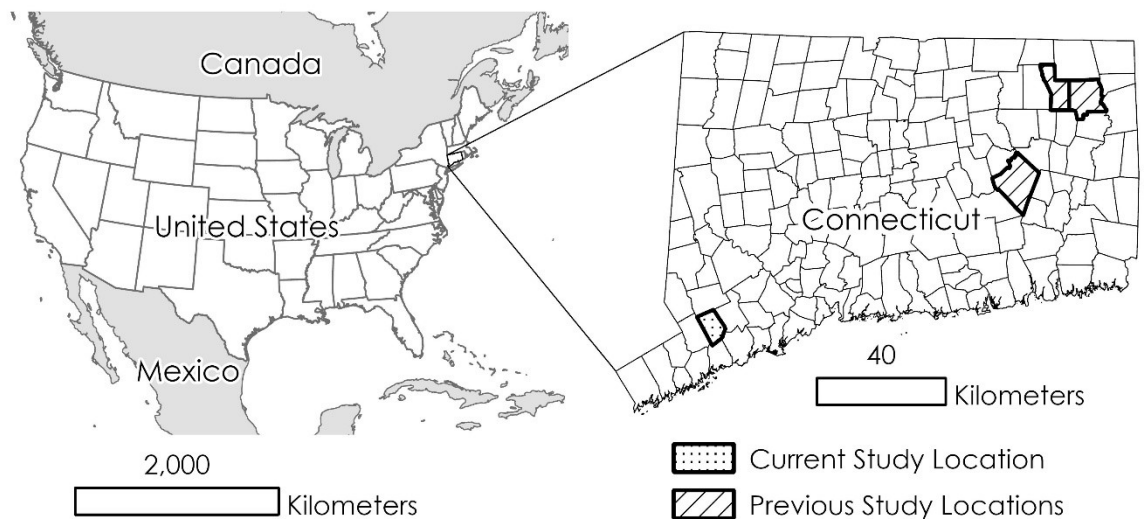 Canada
United States
Mexico
2,000
Kilometers
Connecticut
40
Kilometers
Current Study Location
Previous Study Locations